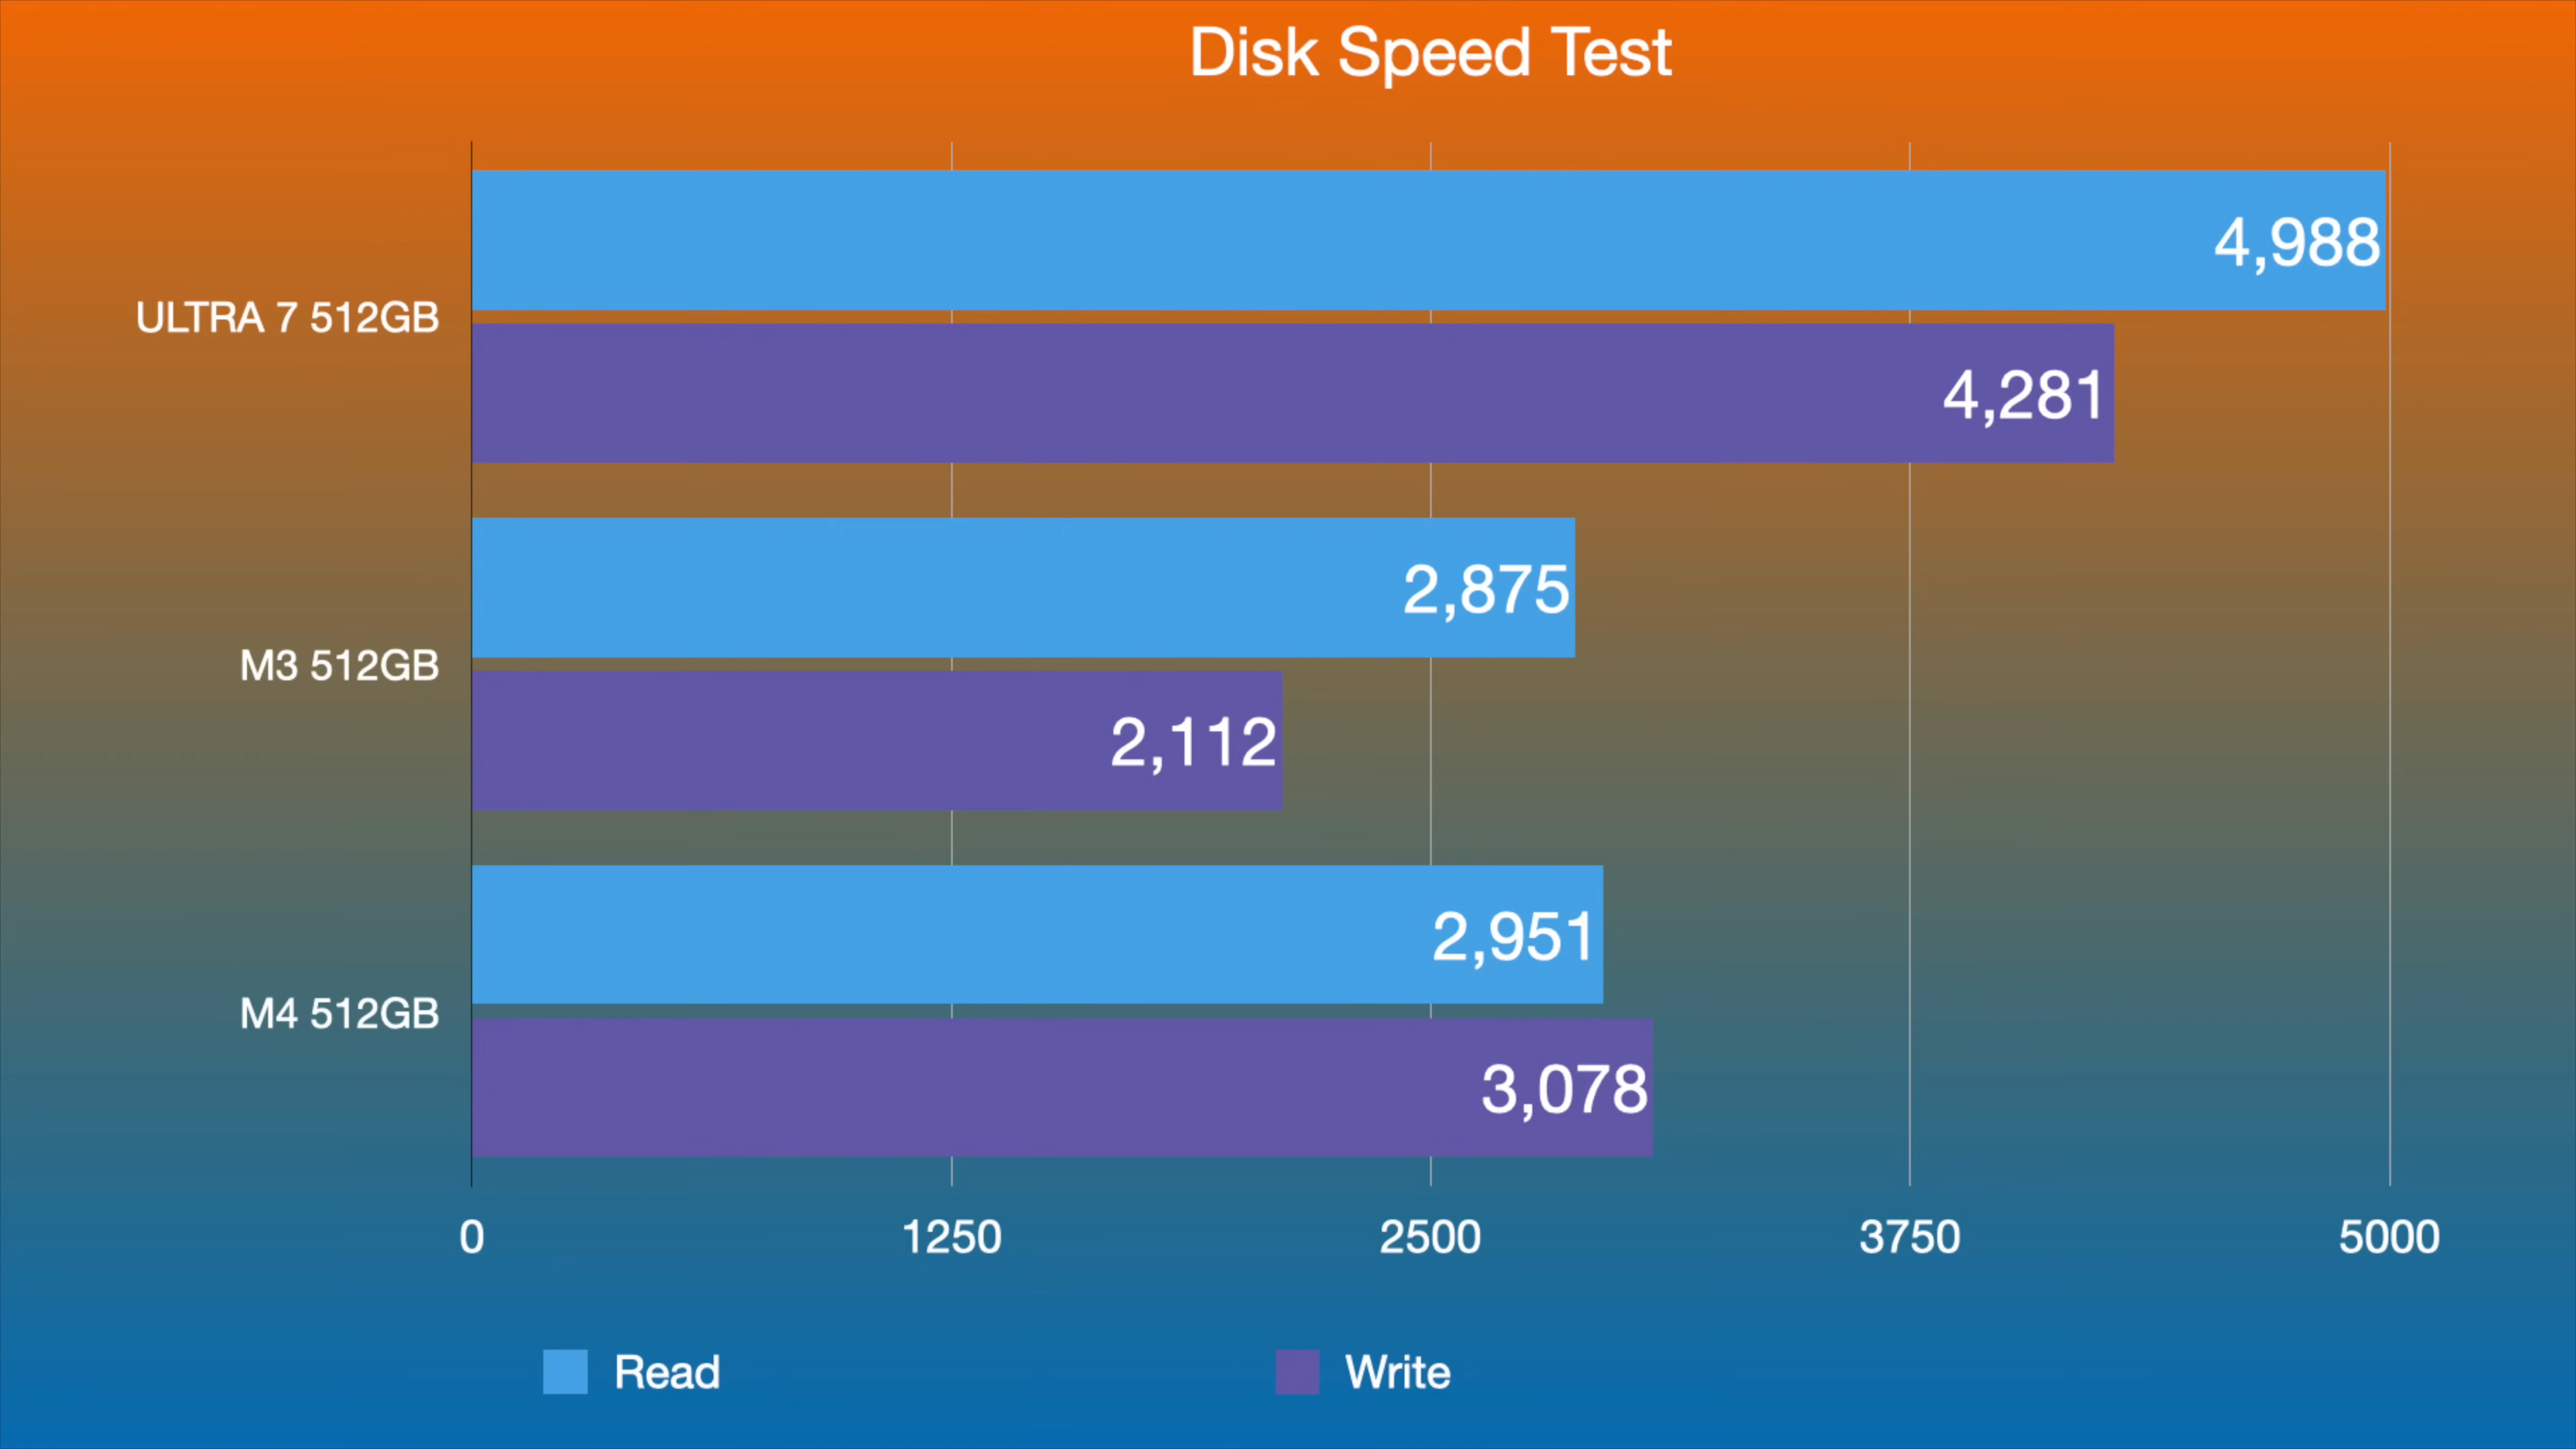 Disk Speed Test
4,988
ULTRA 7 512GB
4,281
2,875
M3 512GB
2,112
2,951
M4 512GB
3,078
0 1250 2500 3750 5000
Read Write